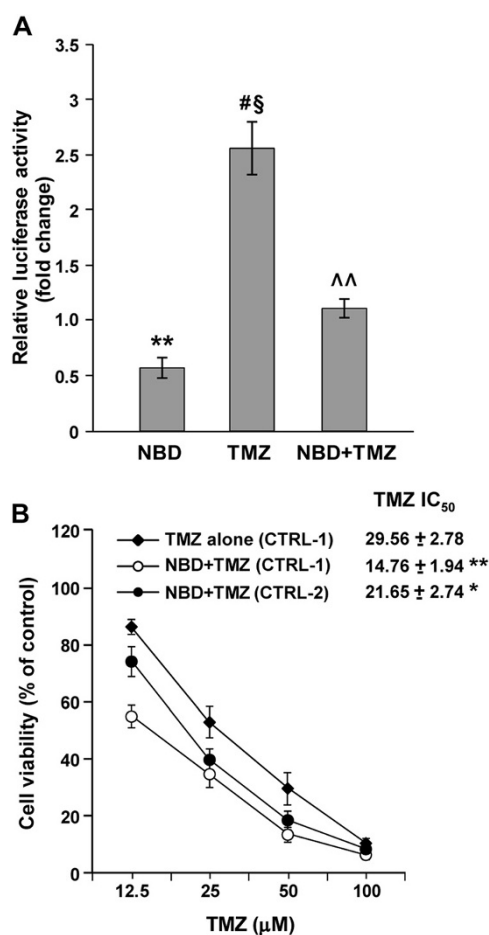 A
Relative luciferase activity
(fold change)
3.5
3.0
2.5
2.0
1.5
1.0
0.5
0
**
#§
^^
NBD TMZ NBD+TMZ
B
TMZ IC50
TMZ alone (CTRL-1) 29.56 ± 2.78
NBD+TMZ (CTRL-1) 14.76 ± 1.94 **
NBD+TMZ (CTRL-2) 21.65 ± 2.74 *
Cell viability (% of control)
120
100
80
60
40
20
0
12.5 25 50 100
TMZ (µM)